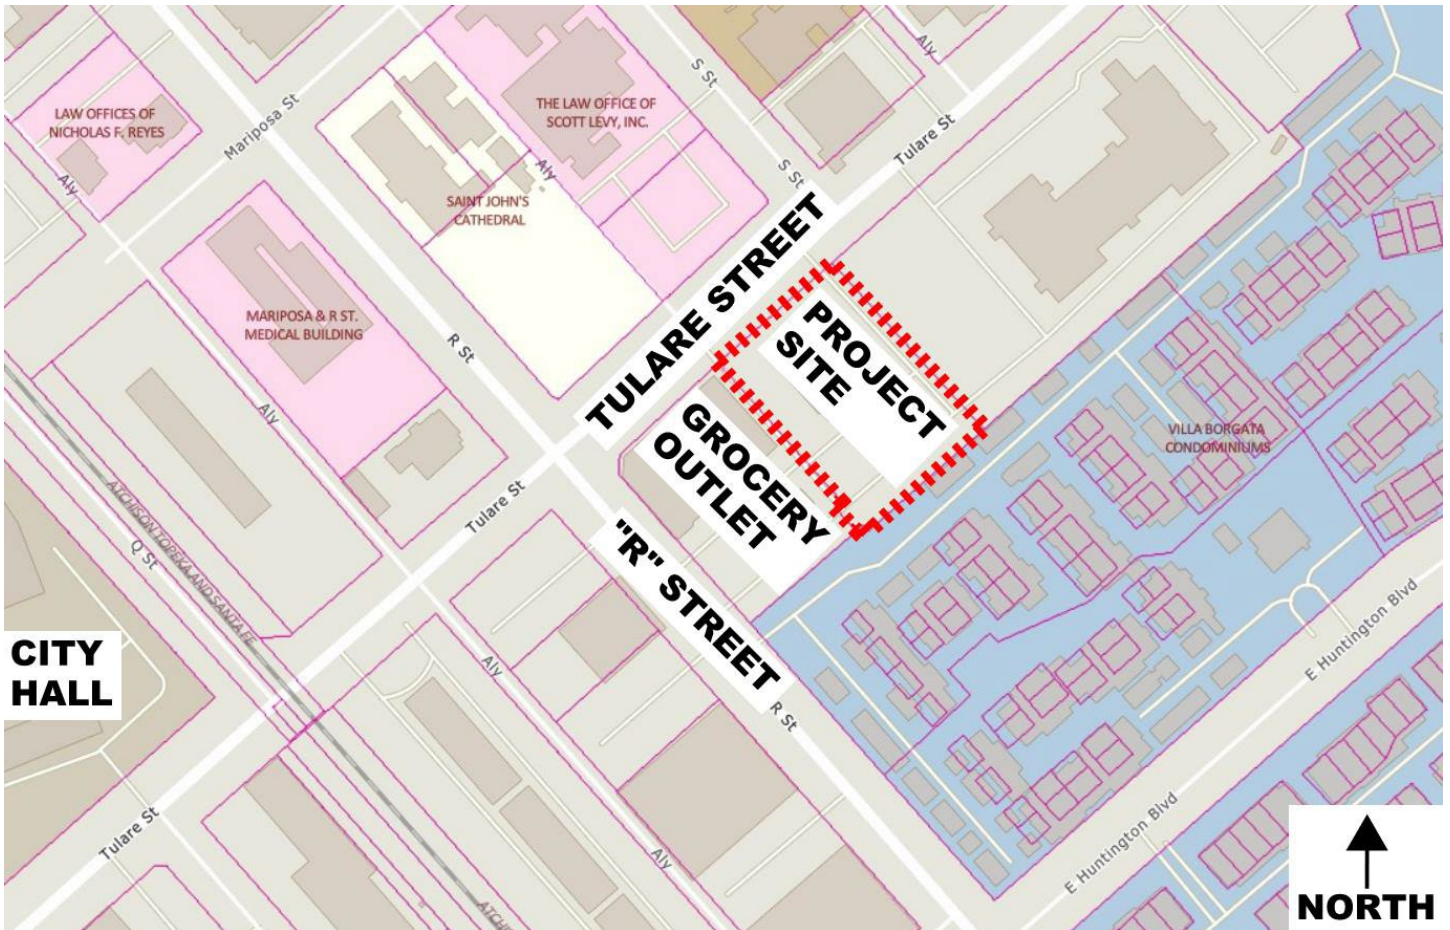 Aly
Aly
S St
LAW OFFICES OF
NICHOLAS F. REYES
Mariposa St
THE LAW OFFICE OF
SCOTT LEVY, INC.
Tulare St
Aly
Aly
S St
SAINT JOHN'S
CATHEDRAL
TULARE STREET
MARIPOSA & R ST.
MEDICAL BUILDING
R St
PROJECT
SITE
Aly
GROCERY
OUTLET
VILLA BORGATA
CONDOMINIUMS
Tulare St
ATCHISON TOPEKA AND SANTA FE
Q St
"R" STREET
CITY
HALL
Aly
R St
E Huntington Blvd
Tulare St
E Huntington Blvd
Aly
NORTH